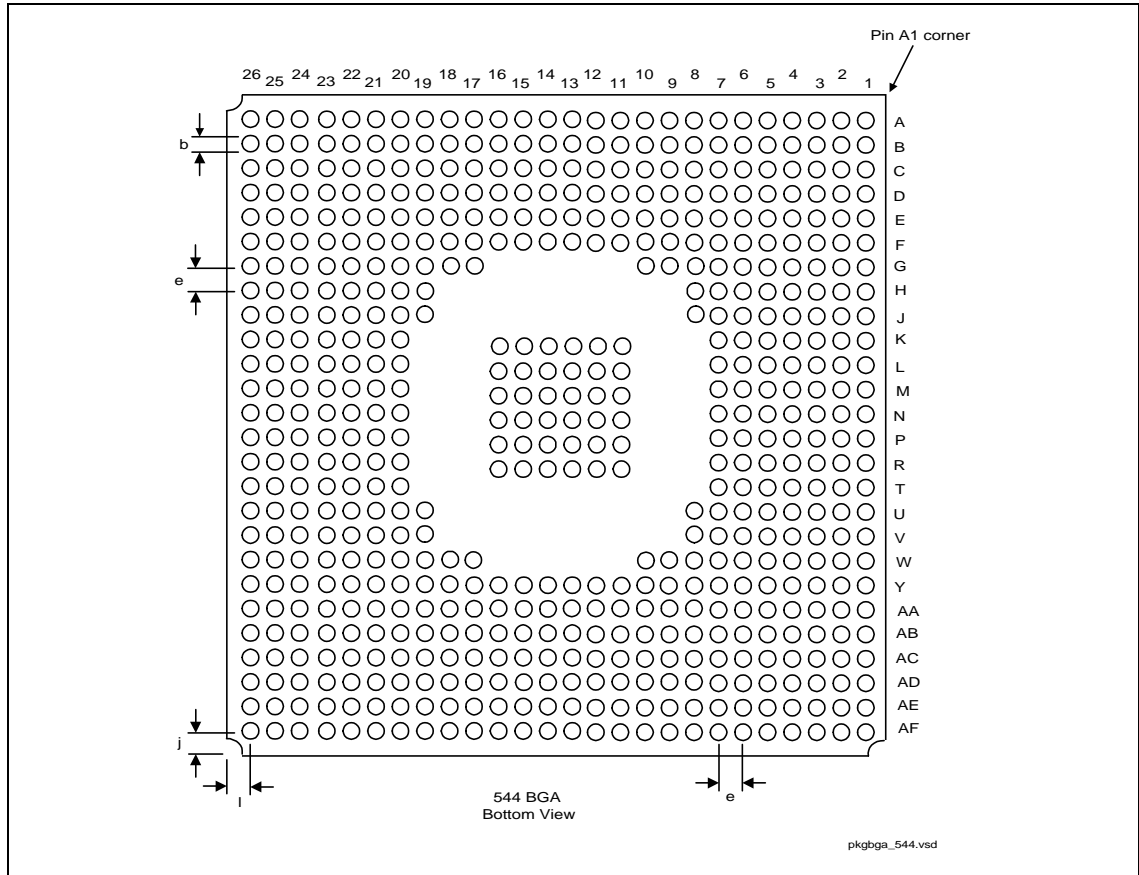 Pin A1 corner
26 25 24 23 22 21 20 19 18 17 16 15 14 13 12 11 10 9 8 7 6 5 4 3 2 1
A
b
B
C
D
E
F
G
e
H
J
K
L
M
N
P
R
T
U
V
W
Y
AA
AB
AC
AD
AE
AF
j
l
e
544 BGA
Bottom View
pkgbga_544.vsd